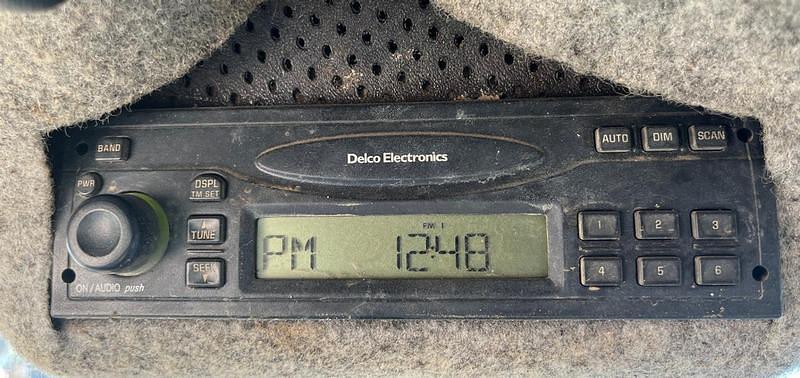 BAND
Delco Electronics
AUTO DIM SCAN
PWR
DSPL
TM SET
TUNE
SEEK
FM 1
PM 12:48
1 2 3
4 5 6
ON / AUDIO push